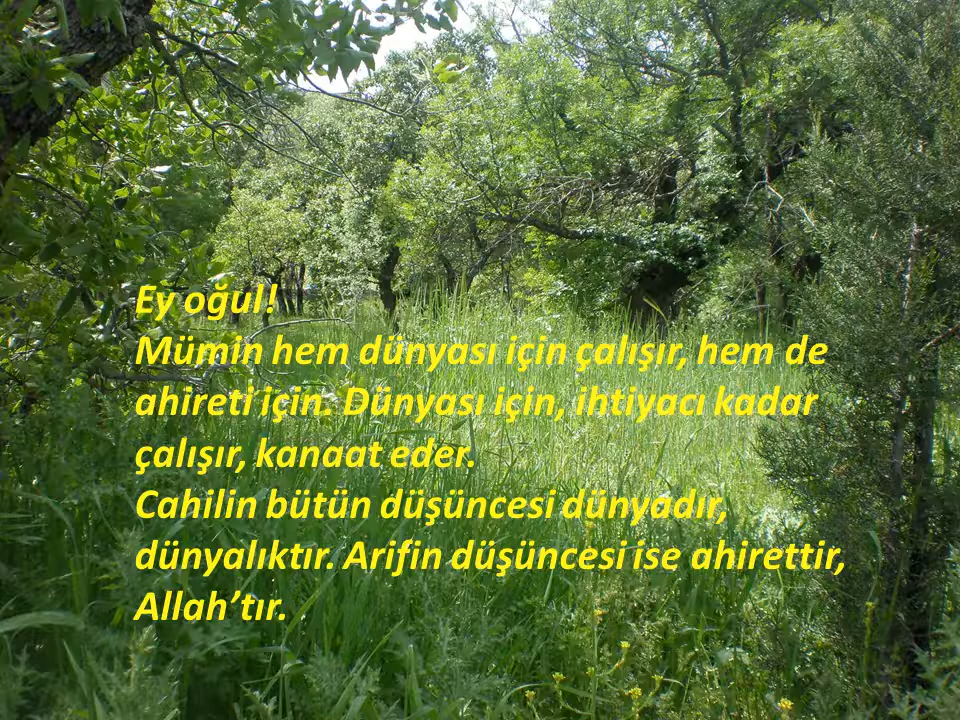 Ey oğul!
Mümin hem dünyası için çalışır, hem de
ahireti için. Dünyası için, ihtiyacı kadar
çalışır, kanaat eder.
Cahilin bütün düşüncesi dünyadır,
dünyalıktır. Arifin düşüncesi ise ahirettir,
Allah’tır.